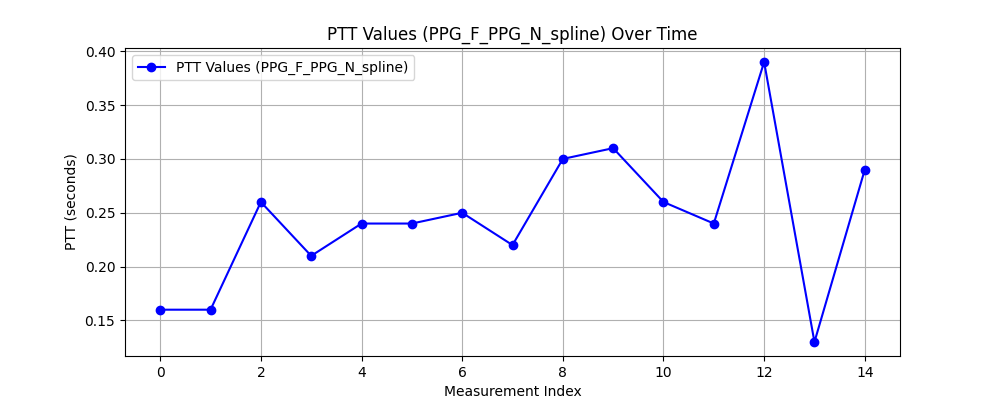 PTT Values (PPG_F_PPG_N_spline) Over Time
PTT Values (PPG_F_PPG_N_spline)
PTT (seconds)
0.40
0.35
0.30
0.25
0.20
0.15
0 2 4 6 8 10 12 14
Measurement Index